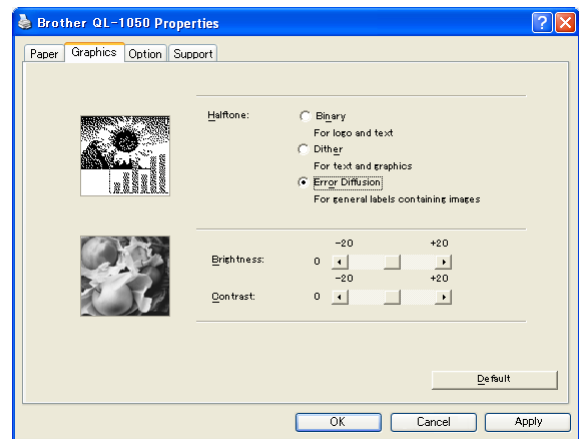 Brother QL-1050 Properties
Paper Graphics Option Support
Halftone: Binary
For logo and text
Dither
For text and graphics
Error Diffusion
For general labels containing images
-20 +20
Brightness: 0
-20 +20
Contrast: 0
Default
OK Cancel Apply